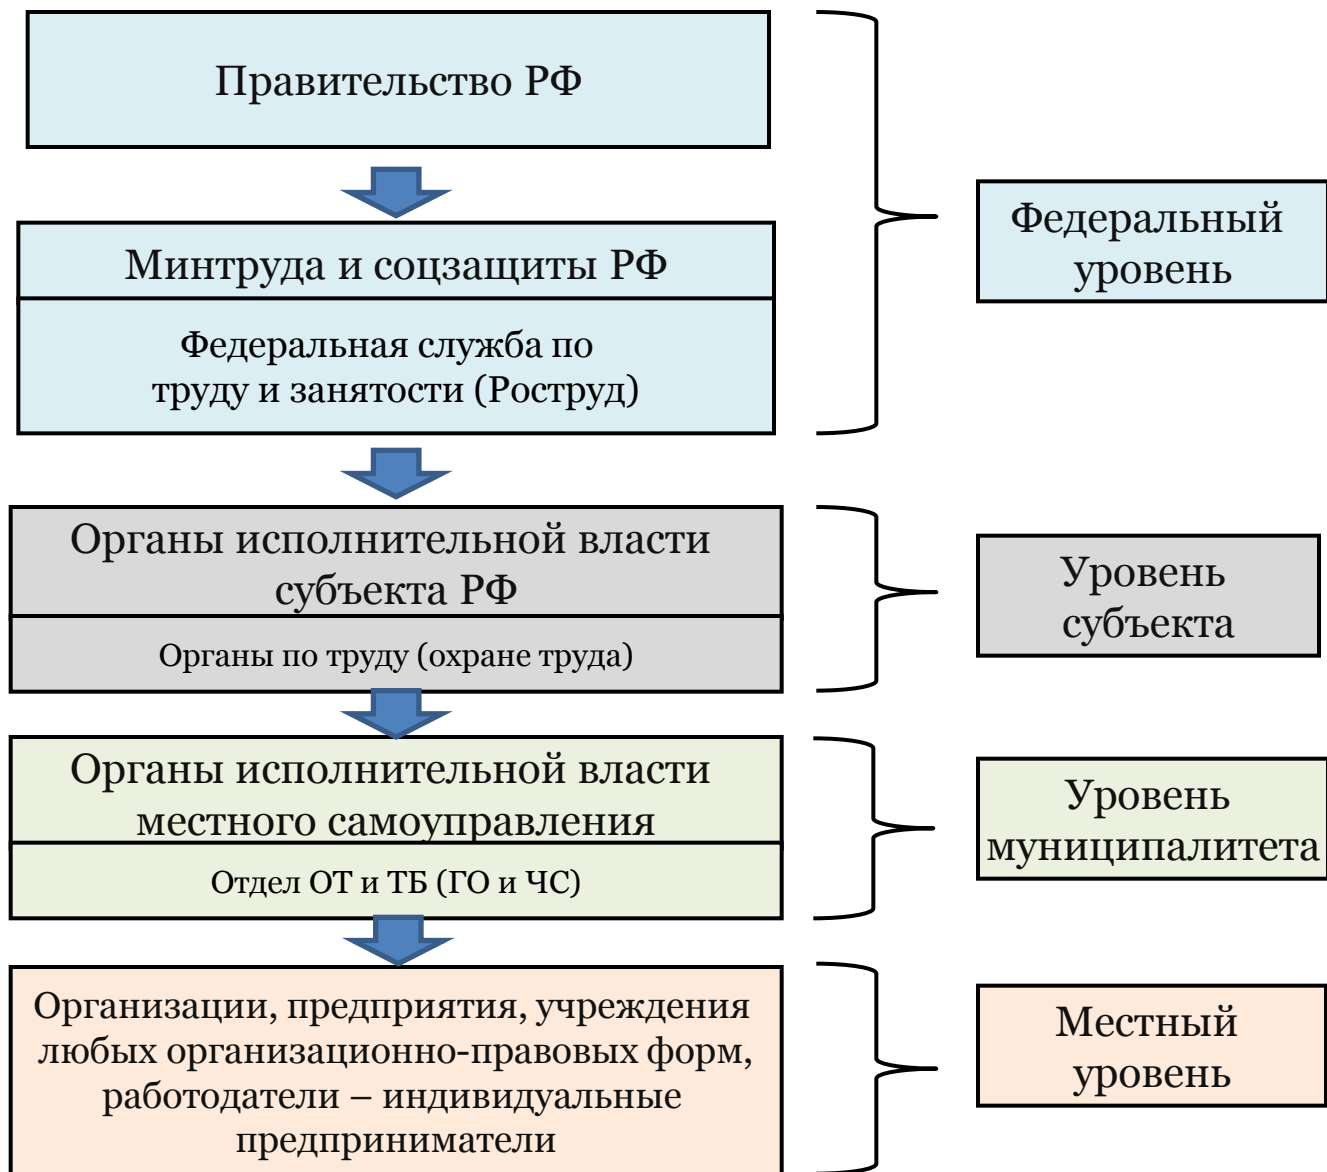 Правительство РФ
Минтруда и соцзащиты РФ
Федеральная служба по
труду и занятости (Роструд)
Федеральный
уровень
Органы исполнительной власти
субъекта РФ
Органы по труду (охране труда)
Уровень
субъекта
Органы исполнительной власти
местного самоуправления
Отдел ОТ и ТБ (ГО и ЧС)
Уровень
муниципалитета
Организации, предприятия, учреждения
любых организационно-правовых форм,
работодатели – индивидуальные
предприниматели
Местный
уровень